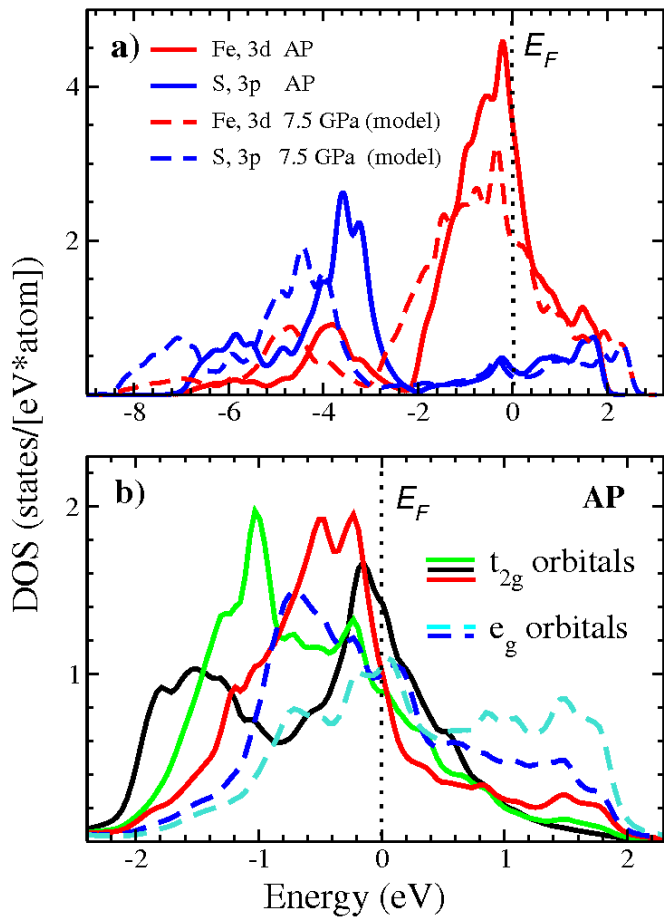 a)
Fe, 3d AP
S, 3p AP
Fe, 3d 7.5 GPa (model)
S, 3p 7.5 GPa (model)
E_F
4
2
-8 -6 -4 -2 0 2
DOS (states/[eV*atom])
b)
E_F
AP
t_2g orbitals
e_g orbitals
2
1
-2 -1 0 1 2
Energy (eV)